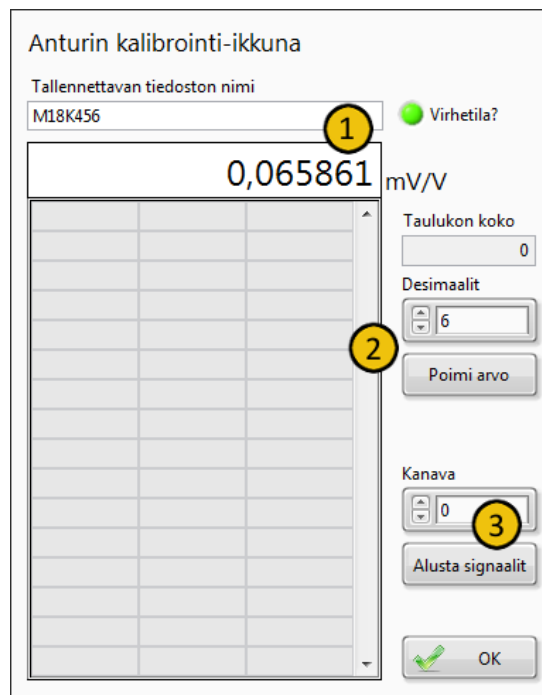 Anturin kalibrointi-ikkuna
Tallennettavan tiedoston nimi
M18K456
1
Virhetila?
0,065861
mV/V
Taulukon koko
0
Desimaalit
6
2
Poimi arvo
Kanava
0
3
Alusta signaalit
OK